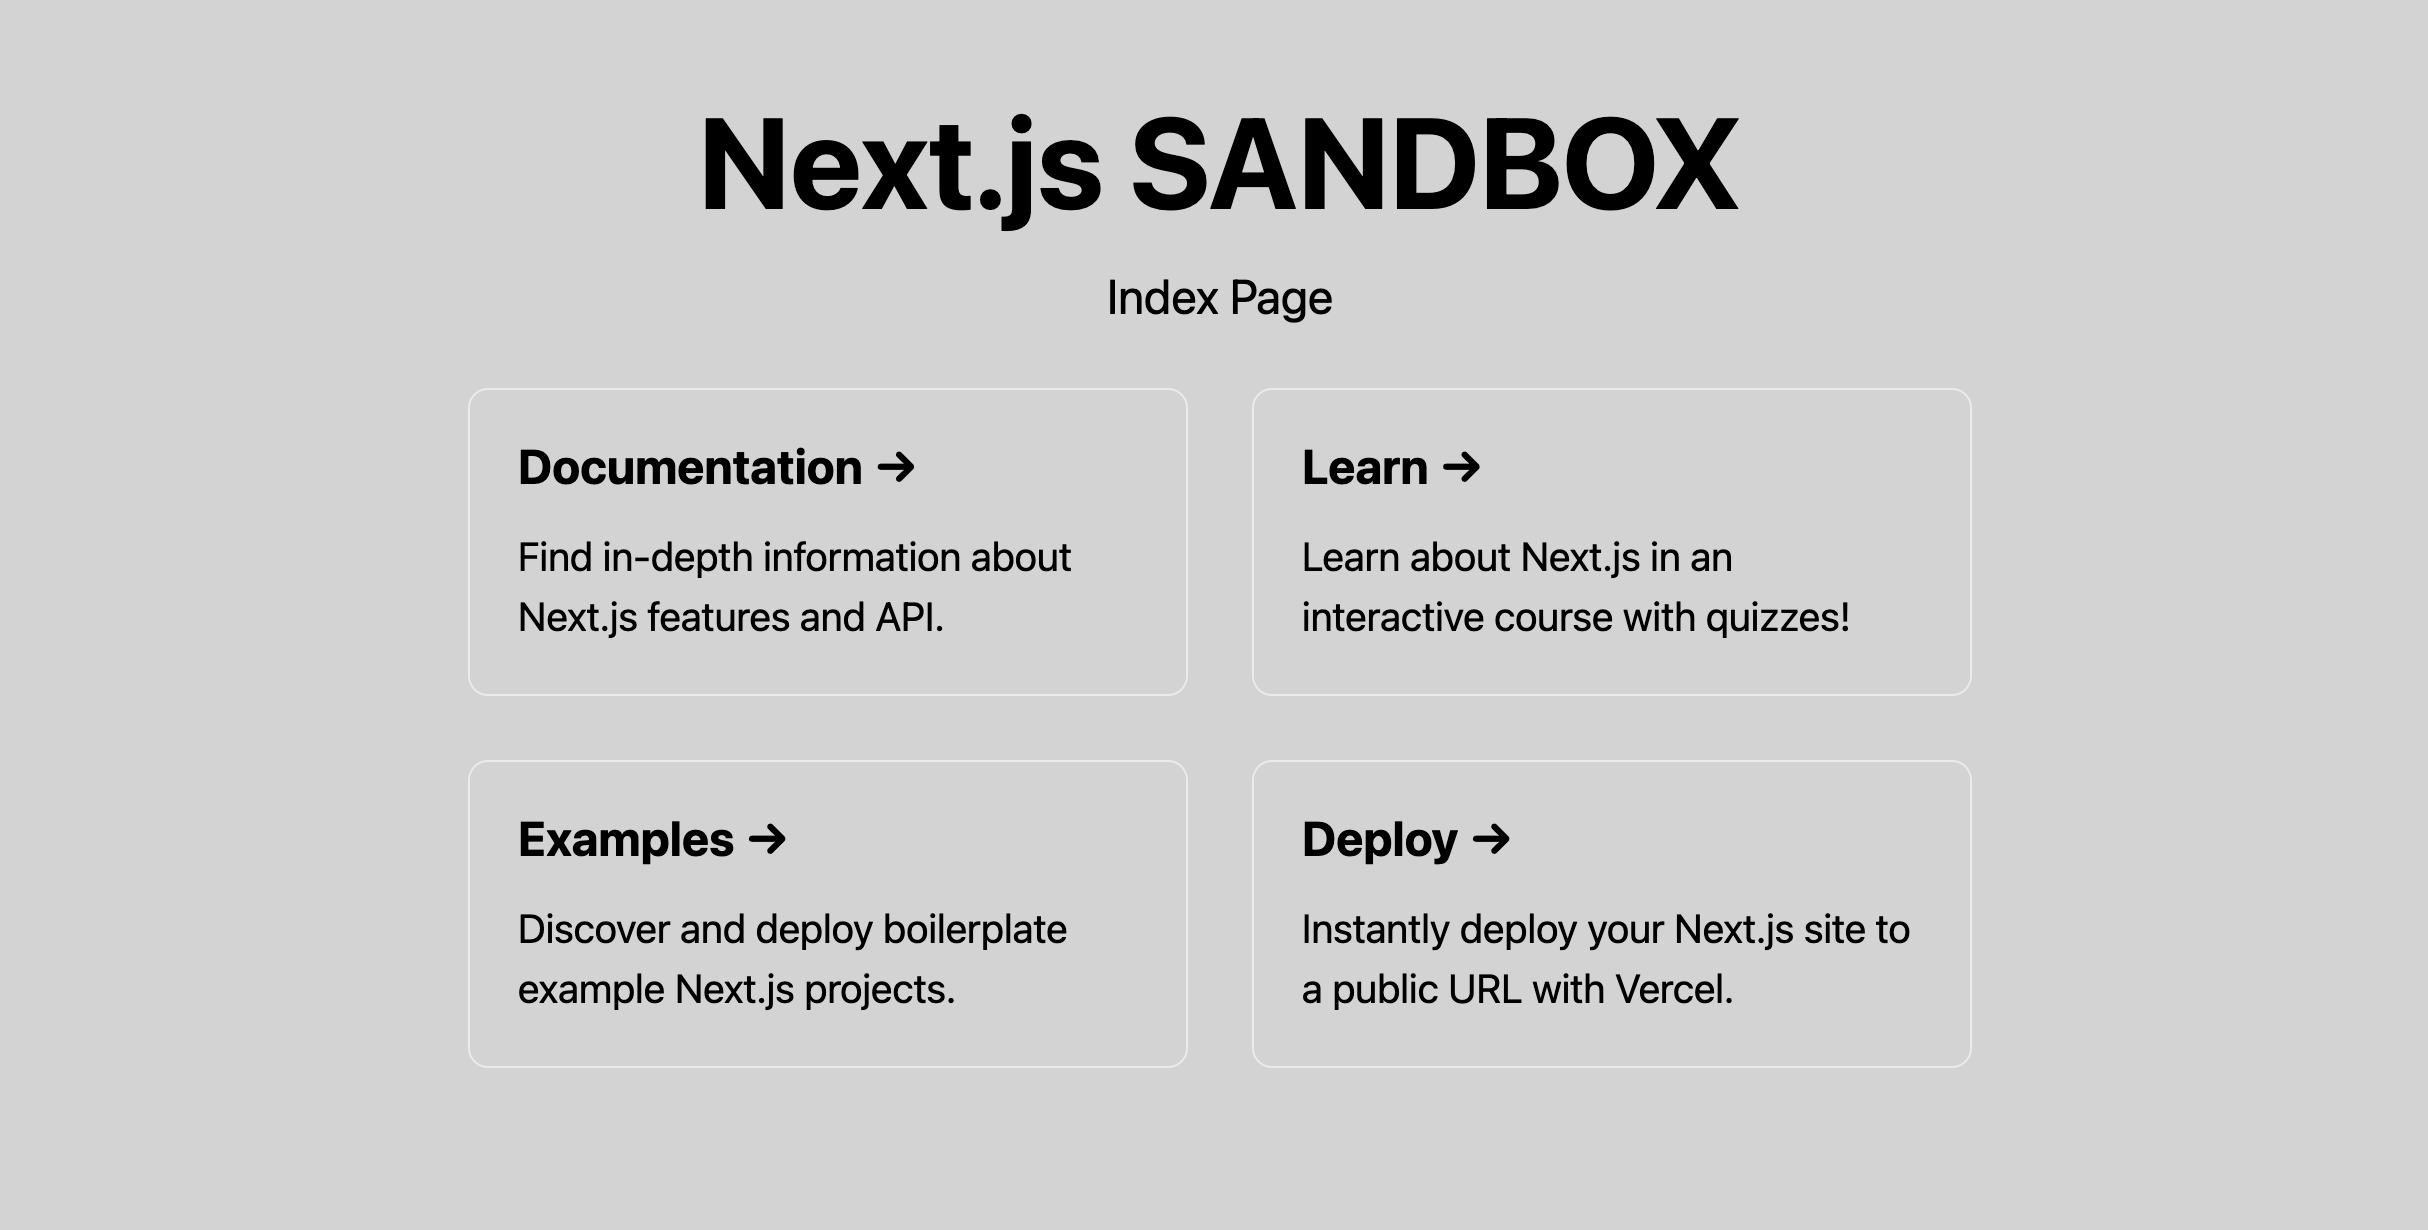 Next.js SANDBOX
Index Page
Documentation →
Find in-depth information about
Next.js features and API.
Learn →
Learn about Next.js in an
interactive course with quizzes!
Examples →
Discover and deploy boilerplate
example Next.js projects.
Deploy →
Instantly deploy your Next.js site to
a public URL with Vercel.